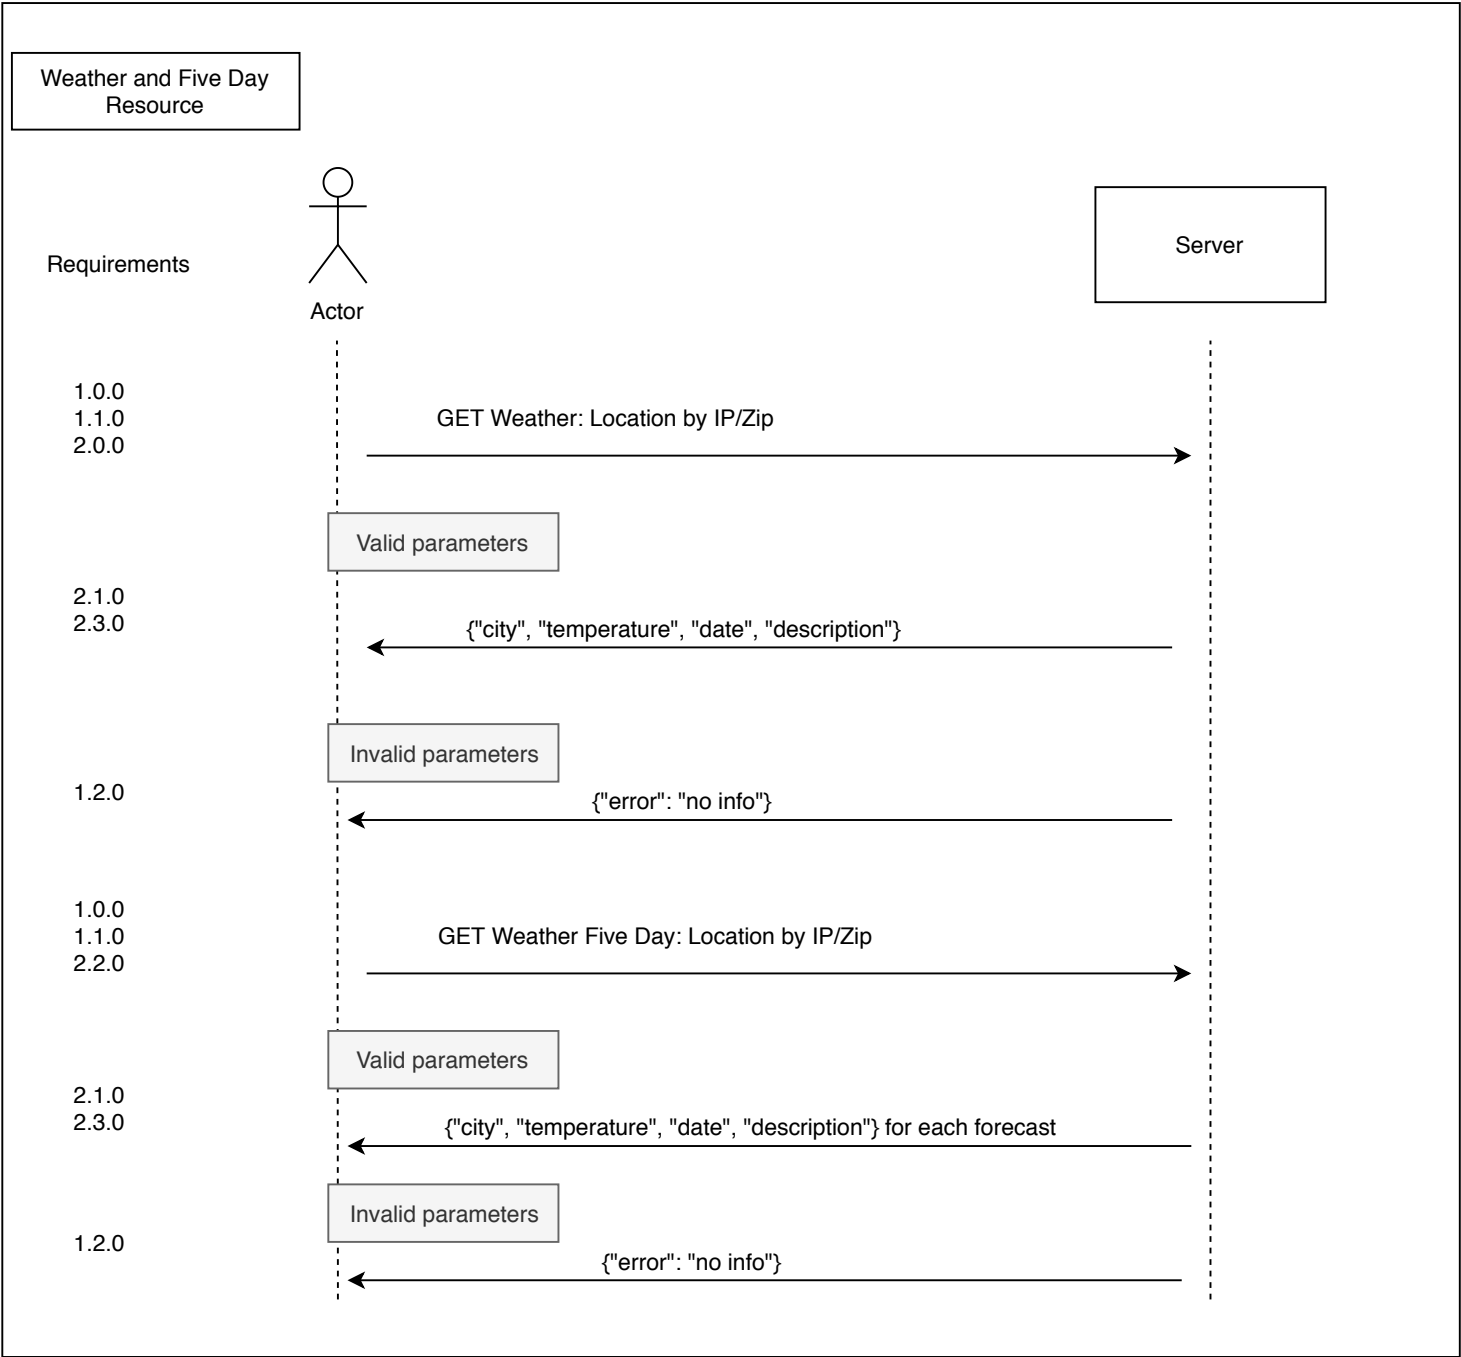 Weather and Five Day
Resource
Requirements
Actor
Server
1.0.0
1.1.0
2.0.0
GET Weather: Location by IP/Zip
Valid parameters
2.1.0
2.3.0
{"city", "temperature", "date", "description"}
Invalid parameters
1.2.0
{"error": "no info"}
1.0.0
1.1.0
2.2.0
GET Weather Five Day: Location by IP/Zip
Valid parameters
2.1.0
2.3.0
{"city", "temperature", "date", "description"} for each forecast
Invalid parameters
1.2.0
{"error": "no info"}